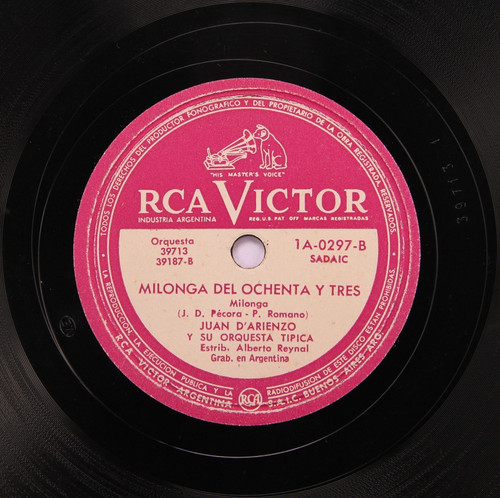 TODOS LOS DERECHOS DEL PRODUCTOR FONOGRAFICO Y DEL PROPIETARIO DE LA OBRA REGISTRADA, RESERVADOS.
"HIS MASTER'S VOICE"
RCA VICTOR
INDUSTRIA ARGENTINA REG. U.S. PAT OFF MARCAS REGISTRADAS
Orquesta
39713
39187-B
1A-0297-B
SADAIC
MILONGA DEL OCHENTA Y TRES
Milonga
(J. D. Pécora - P. Romano)
JUAN D'ARIENZO
Y SU ORQUESTA TIPICA
Estrib. Alberto Reynal
Grab. en Argentina
LA REPRODUCCION, LA EJECUCION PUBLICA Y LA RADIODIFUSION DE ESTE DISCO ESTAN PROHIBIDAS.
RCA VICTOR ARGENTINA RCA S.A.I.C. BUENOS AIRES ARG.
39713 1